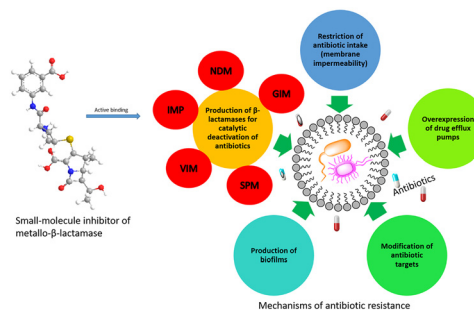 Restriction of
antibiotic intake
(membrane
impermeability)
NDM
GIM
IMP
Active binding
Production of β-
lactamases for
catalytic
deactivation of
antibiotics
Overexpression
of drug efflux
pumps
VIM
SPM
Antibiotics
Small-molecule inhibitor of
metallo-β-lactamase
Production of
biofilms
Modification of
antibiotic
targets
Mechanisms of antibiotic resistance